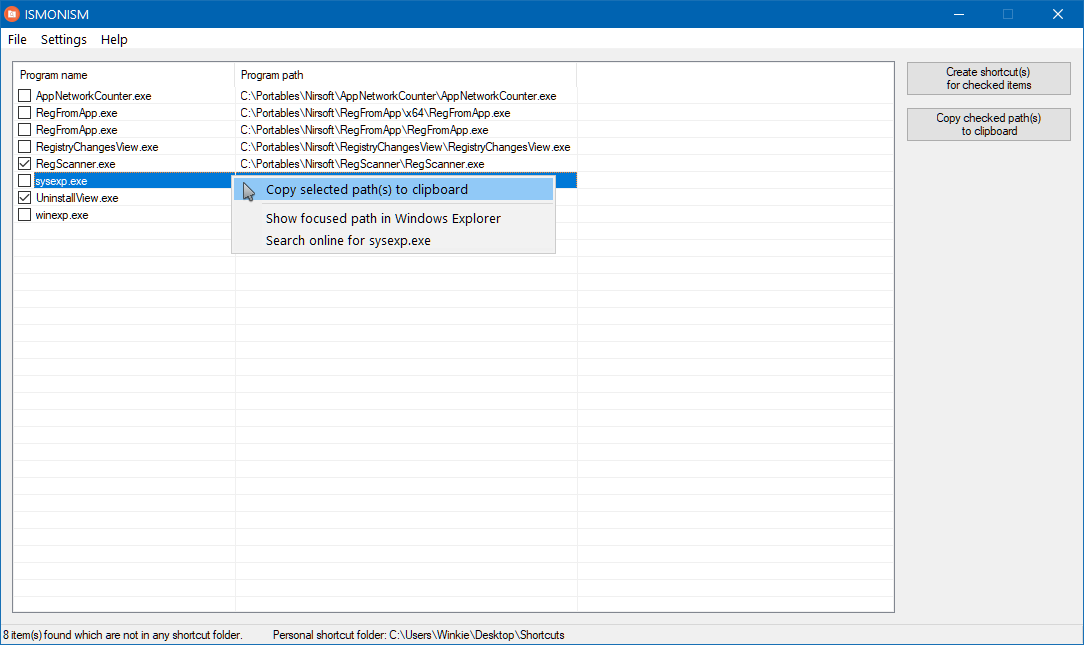 ISMONISM
File Settings Help
Program name Program path
AppNetworkCounter.exe C:\Portables\Nirsoft\AppNetworkCounter\AppNetworkCounter.exe
RegFromApp.exe C:\Portables\Nirsoft\RegFromApp\x64\RegFromApp.exe
RegFromApp.exe C:\Portables\Nirsoft\RegFromApp\RegFromApp.exe
RegistryChangesView.exe C:\Portables\Nirsoft\RegistryChangesView\RegistryChangesView.exe
RegScanner.exe C:\Portables\Nirsoft\RegScanner\RegScanner.exe
sysexp.exe
UninstallView.exe
winexp.exe
Copy selected path(s) to clipboard
Show focused path in Windows Explorer
Search online for sysexp.exe
Create shortcut(s)
for checked items
Copy checked path(s)
to clipboard
8 item(s) found which are not in any shortcut folder. Personal shortcut folder: C:\Users\Winkie\Desktop\Shortcuts